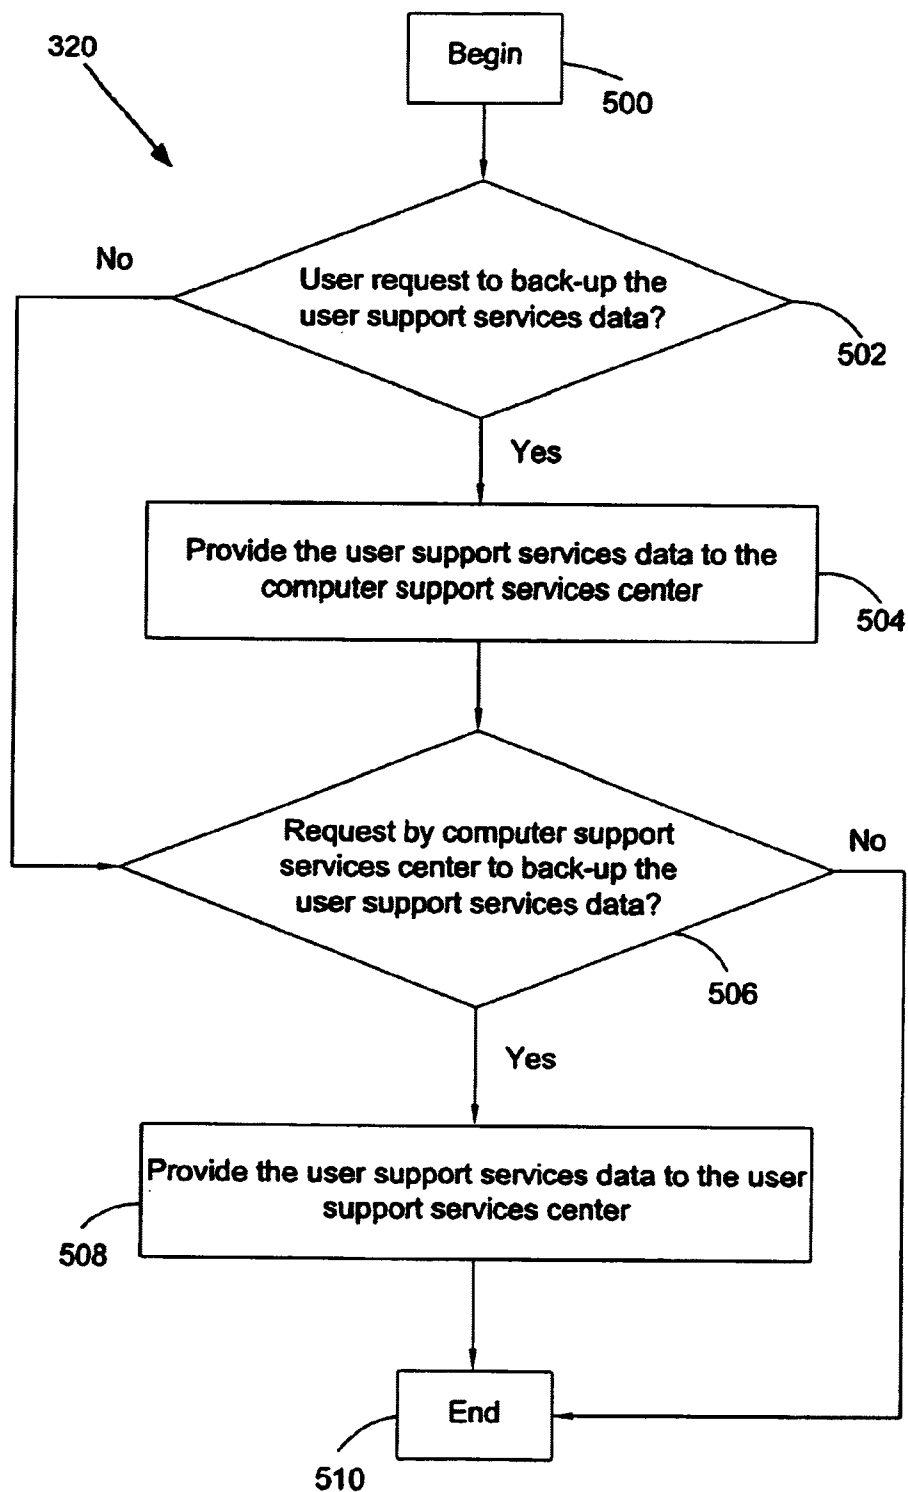 320
Begin
500
No
User request to back-up the
user support services data?
502
Yes
Provide the user support services data to the
computer support services center
504
Request by computer support
services center to back-up the
user support services data?
No
506
Yes
Provide the user support services data to the user
support services center
508
End
510